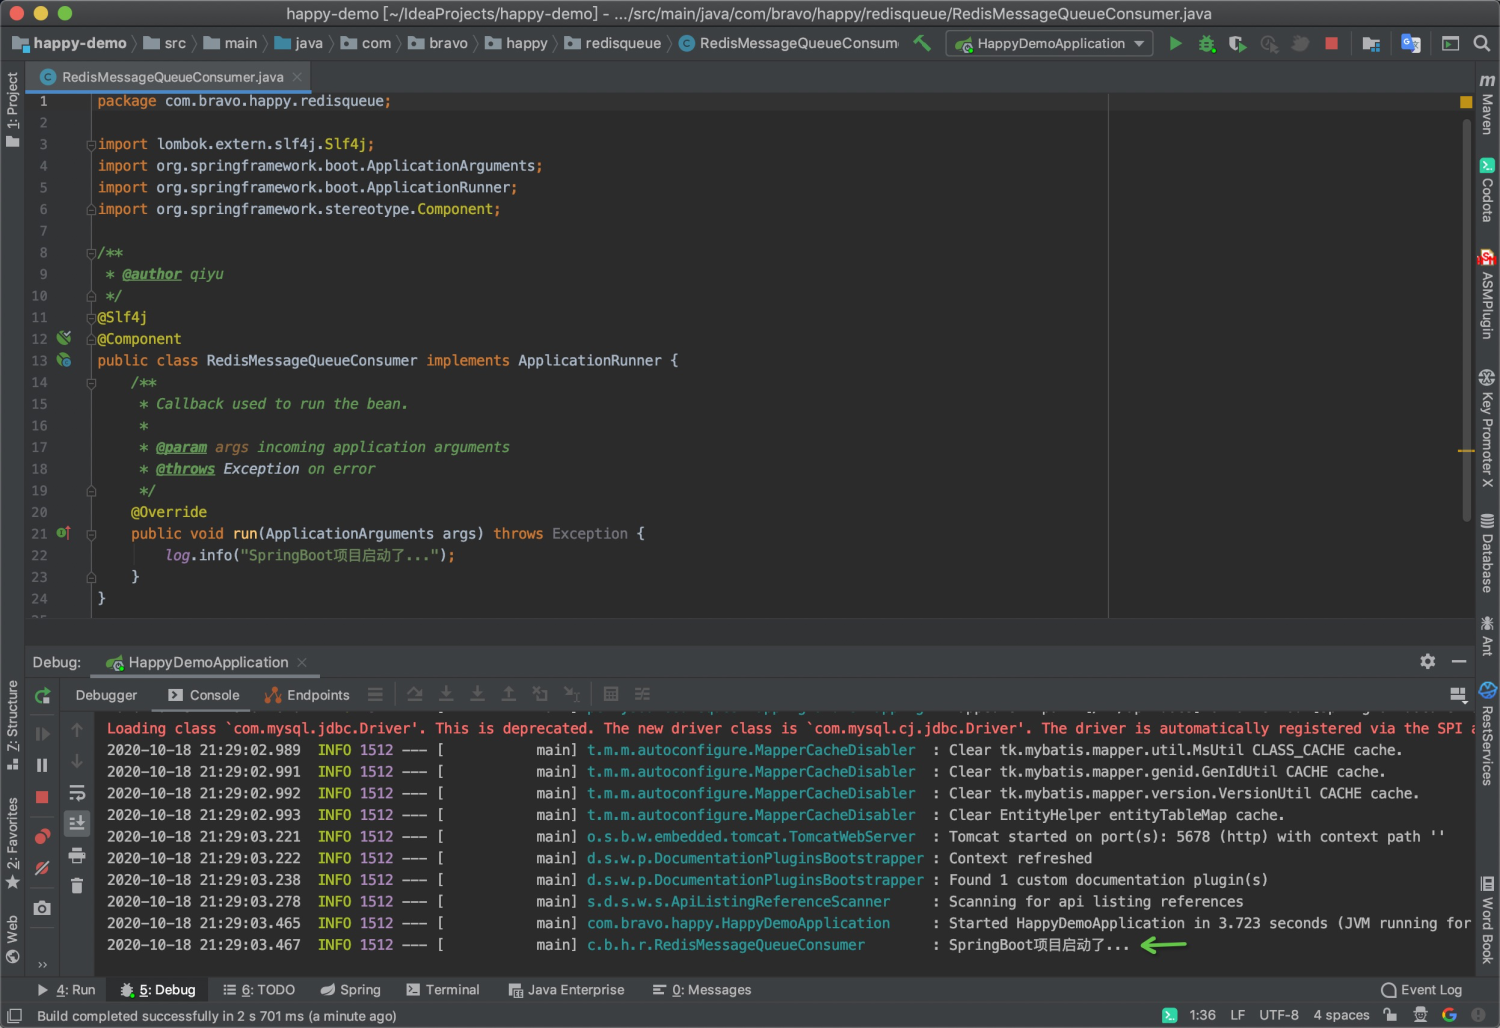 happy-demo [~/IdeaProjects/happy-demo] - .../src/main/java/com/bravo/happy/redisqueue/RedisMessageQueueConsumer.java
happy-demo src main java com bravo happy redisqueue RedisMessageQueueConsum HappyDemoApplication
RedisMessageQueueConsumer.java
1 package com.bravo.happy.redisqueue;
2
3 import lombok.extern.slf4j.Slf4j;
4 import org.springframework.boot.ApplicationArguments;
5 import org.springframework.boot.ApplicationRunner;
6 import org.springframework.stereotype.Component;
7
8 /**
9 * @author qiyu
10 */
11 @Slf4j
12 @Component
13 public class RedisMessageQueueConsumer implements ApplicationRunner {
14 /**
15 * Callback used to run the bean.
16 *
17 * @param args incoming application arguments
18 * @throws Exception on error
19 */
20 @Override
21 public void run(ApplicationArguments args) throws Exception {
22 log.info("SpringBoot项目启动了...");
23 }
24 }
1: Project
Z: Structure
2: Favorites
Web
Maven
Codota
ASMPlugin
Key Promoter X
Database
Ant
RestServices
Word Book
Debug: HappyDemoApplication
Debugger Console Endpoints
Loading class `com.mysql.jdbc.Driver'. This is deprecated. The new driver class is `com.mysql.cj.jdbc.Driver'. The driver is automatically registered via the SPI a
2020-10-18 21:29:02.989 INFO 1512 --- [ main] t.m.m.autoconfigure.MapperCacheDisabler : Clear tk.mybatis.mapper.util.MsUtil CLASS_CACHE cache.
2020-10-18 21:29:02.991 INFO 1512 --- [ main] t.m.m.autoconfigure.MapperCacheDisabler : Clear tk.mybatis.mapper.genid.GenIdUtil CACHE cache.
2020-10-18 21:29:02.992 INFO 1512 --- [ main] t.m.m.autoconfigure.MapperCacheDisabler : Clear tk.mybatis.mapper.version.VersionUtil CACHE cache.
2020-10-18 21:29:02.993 INFO 1512 --- [ main] t.m.m.autoconfigure.MapperCacheDisabler : Clear EntityHelper entityTableMap cache.
2020-10-18 21:29:03.221 INFO 1512 --- [ main] o.s.b.w.embedded.tomcat.TomcatWebServer : Tomcat started on port(s): 5678 (http) with context path ''
2020-10-18 21:29:03.222 INFO 1512 --- [ main] d.s.w.p.DocumentationPluginsBootstrapper : Context refreshed
2020-10-18 21:29:03.238 INFO 1512 --- [ main] d.s.w.p.DocumentationPluginsBootstrapper : Found 1 custom documentation plugin(s)
2020-10-18 21:29:03.278 INFO 1512 --- [ main] s.d.s.w.s.ApiListingReferenceScanner : Scanning for api listing references
2020-10-18 21:29:03.465 INFO 1512 --- [ main] com.bravo.happy.HappyDemoApplication : Started HappyDemoApplication in 3.723 seconds (JVM running for
2020-10-18 21:29:03.467 INFO 1512 --- [ main] c.b.h.r.RedisMessageQueueConsumer : SpringBoot项目启动了...
4: Run 5: Debug 6: TODO Spring Terminal Java Enterprise 0: Messages Event Log
Build completed successfully in 2 s 701 ms (a minute ago) 1:36 LF UTF-8 4 spaces